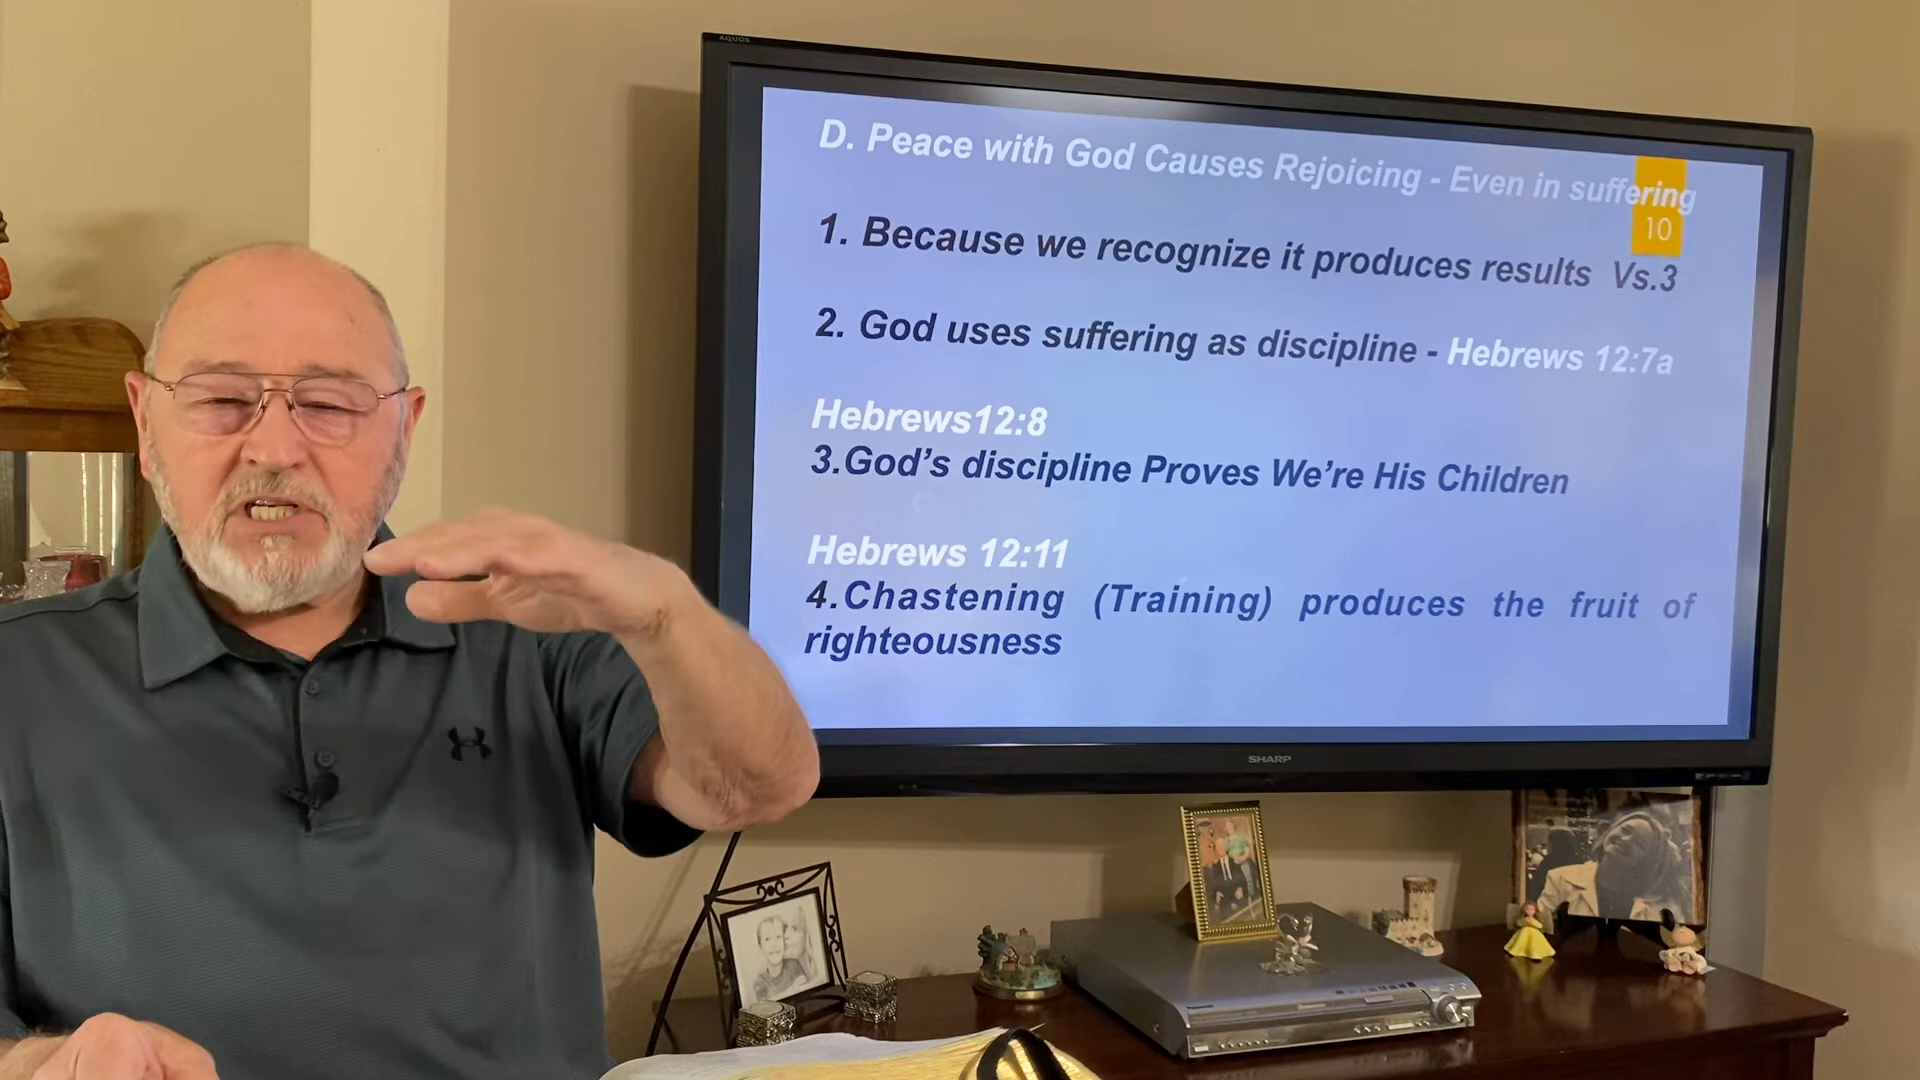 AQUOS
D. Peace with God Causes Rejoicing - Even in suffering
10
1. Because we recognize it produces results Vs.3
2. God uses suffering as discipline - Hebrews 12:7a
Hebrews12:8
3.God's discipline Proves We're His Children
Hebrews 12:11
4.Chastening (Training) produces the fruit of
righteousness
SHARP
Panasonic